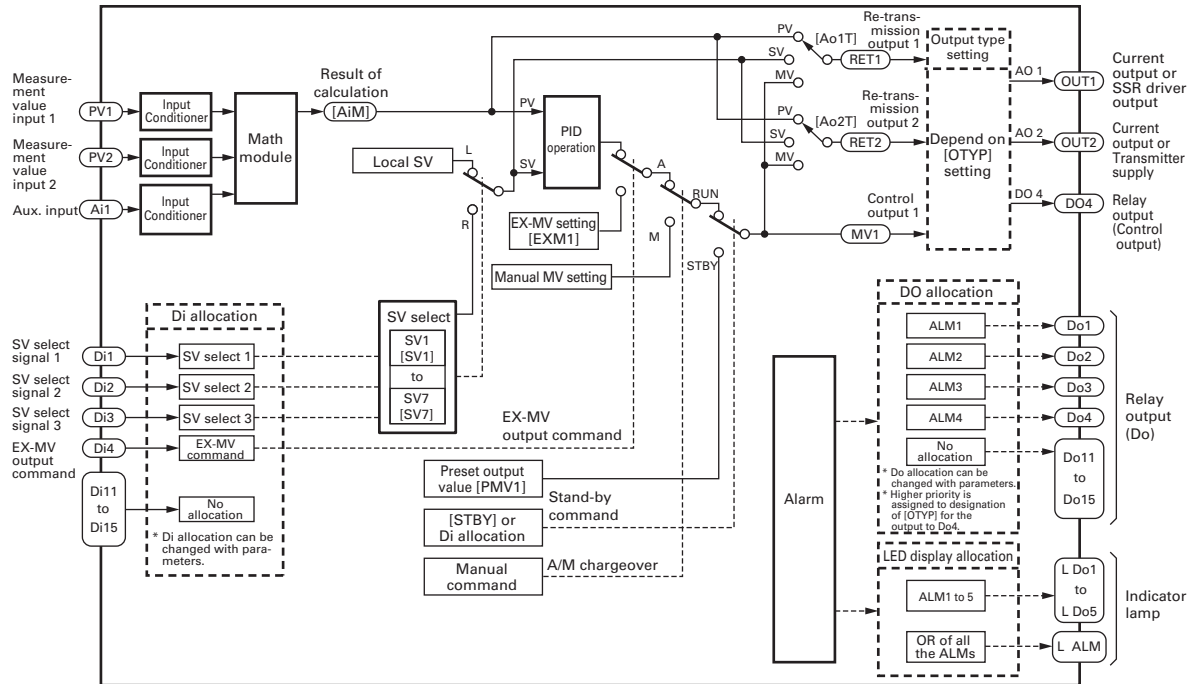 Measure-
ment
value
input 1
PV1
Input
Conditioner
Measure-
ment
value
input 2
PV2
Input
Conditioner
Aux. input
Ai1
Input
Conditioner
Math
module
Result of
calculation
[AiM]
Local SV
L
R
PV
SV
PID
operation
EX-MV setting
[EXM1]
Manual MV setting
A
M
RUN
STBY
PV
SV
MV
[Ao1T]
Re-trans-
mission
output 1
RET1
PV
SV
MV
[Ao2T]
Re-trans-
mission
output 2
RET2
Control
output 1
MV1
Output type
setting
Depend on
[OTYP]
setting
AO 1
OUT1
Current
output or
SSR driver
output
AO 2
OUT2
Current
output or
Transmitter
supply
DO 4
DO4
Relay
output
(Control
output)
SV select
signal 1
Di1
SV select
signal 2
Di2
SV select
signal 3
Di3
EX-MV
output
command
Di4
Di11
to
Di15
Di allocation
SV select 1
SV select 2
SV select 3
EX-MV
command
No
allocation
* Di allocation can be
changed with para-
meters.
SV select
SV1
[SV1]
to
SV7
[SV7]
EX-MV
output command
Preset output
value [PMV1]
Stand-by
command
[STBY] or
Di allocation
A/M chargeover
Manual
command
Alarm
DO allocation
ALM1
ALM2
ALM3
ALM4
No
allocation
* Do allocation can be
changed with parameters.
* Higher priority is
assigned to designation
of [OTYP] for the
output to Do4.
Do1
Do2
Do3
Do4
Do11
to
Do15
Relay
output
(Do)
LED display allocation
ALM1 to 5
OR of all
the ALMs
L Do1
to
L Do5
L ALM
Indicator
lamp